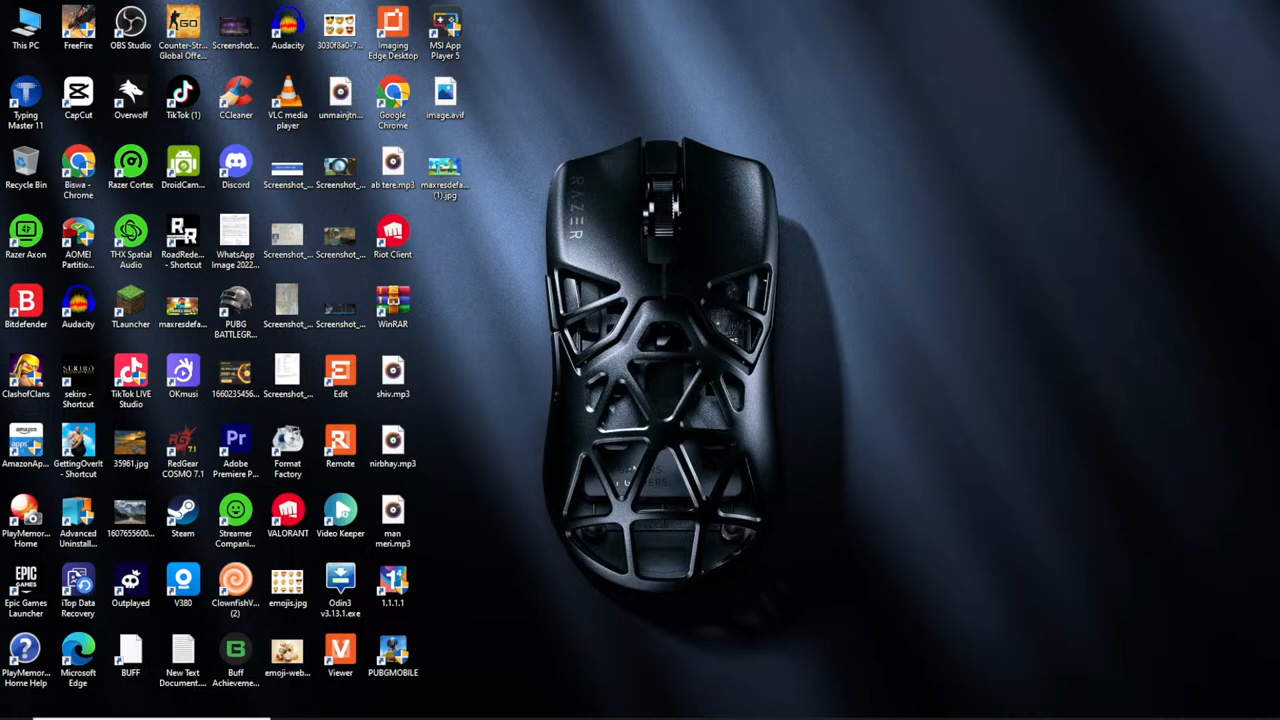 This PC
FreeFire
OBS Studio
Counter-Str...
Global Offe...
Screenshot...
Audacity
3030f8a0-7...
Imaging
Edge Desktop
MSI App
Player 5
Typing
Master 11
CapCut
Overwolf
TikTok (1)
CCleaner
VLC media
player
unmainjtn...
Google
Chrome
image.avif
Recycle Bin
Biswa -
Chrome
Razer Cortex
DroidCam...
Discord
Screenshot_...
Screenshot_...
ab tere.mp3
maxresdefa...
(1).jpg
Razer Axon
AOMEI
Partitio...
THX Spatial
Audio
RoadRede...
- Shortcut
WhatsApp
Image 2022...
Screenshot_...
Screenshot_...
Riot Client
Bitdefender
Audacity
TLauncher
maxresdefa...
PUBG
BATTLEGR...
Screenshot_...
Screenshot_...
WinRAR
ClashofClans
sekiro -
Shortcut
TikTok LIVE
Studio
OKmusi
1660235456...
Screenshot_...
Edit
shiv.mp3
AmazonAp...
GettingOverIt
- Shortcut
35961.jpg
RedGear
COSMO 7.1
Adobe
Premiere P...
Format
Factory
Remote
nirbhay.mp3
PlayMemor...
Home
Advanced
Uninstall...
1607655600...
Steam
Streamer
Compani...
VALORANT
Video Keeper
man
meri.mp3
Epic Games
Launcher
iTop Data
Recovery
Outplayed
V380
ClownfishV...
(2)
emojis.jpg
Odin3
v3.13.1.exe
1.1.1.1
PlayMemor...
Home Help
Microsoft
Edge
BUFF
New Text
Document....
Buff
Achieveme...
emoji-web...
Viewer
PUBGMOBILE
RAZER